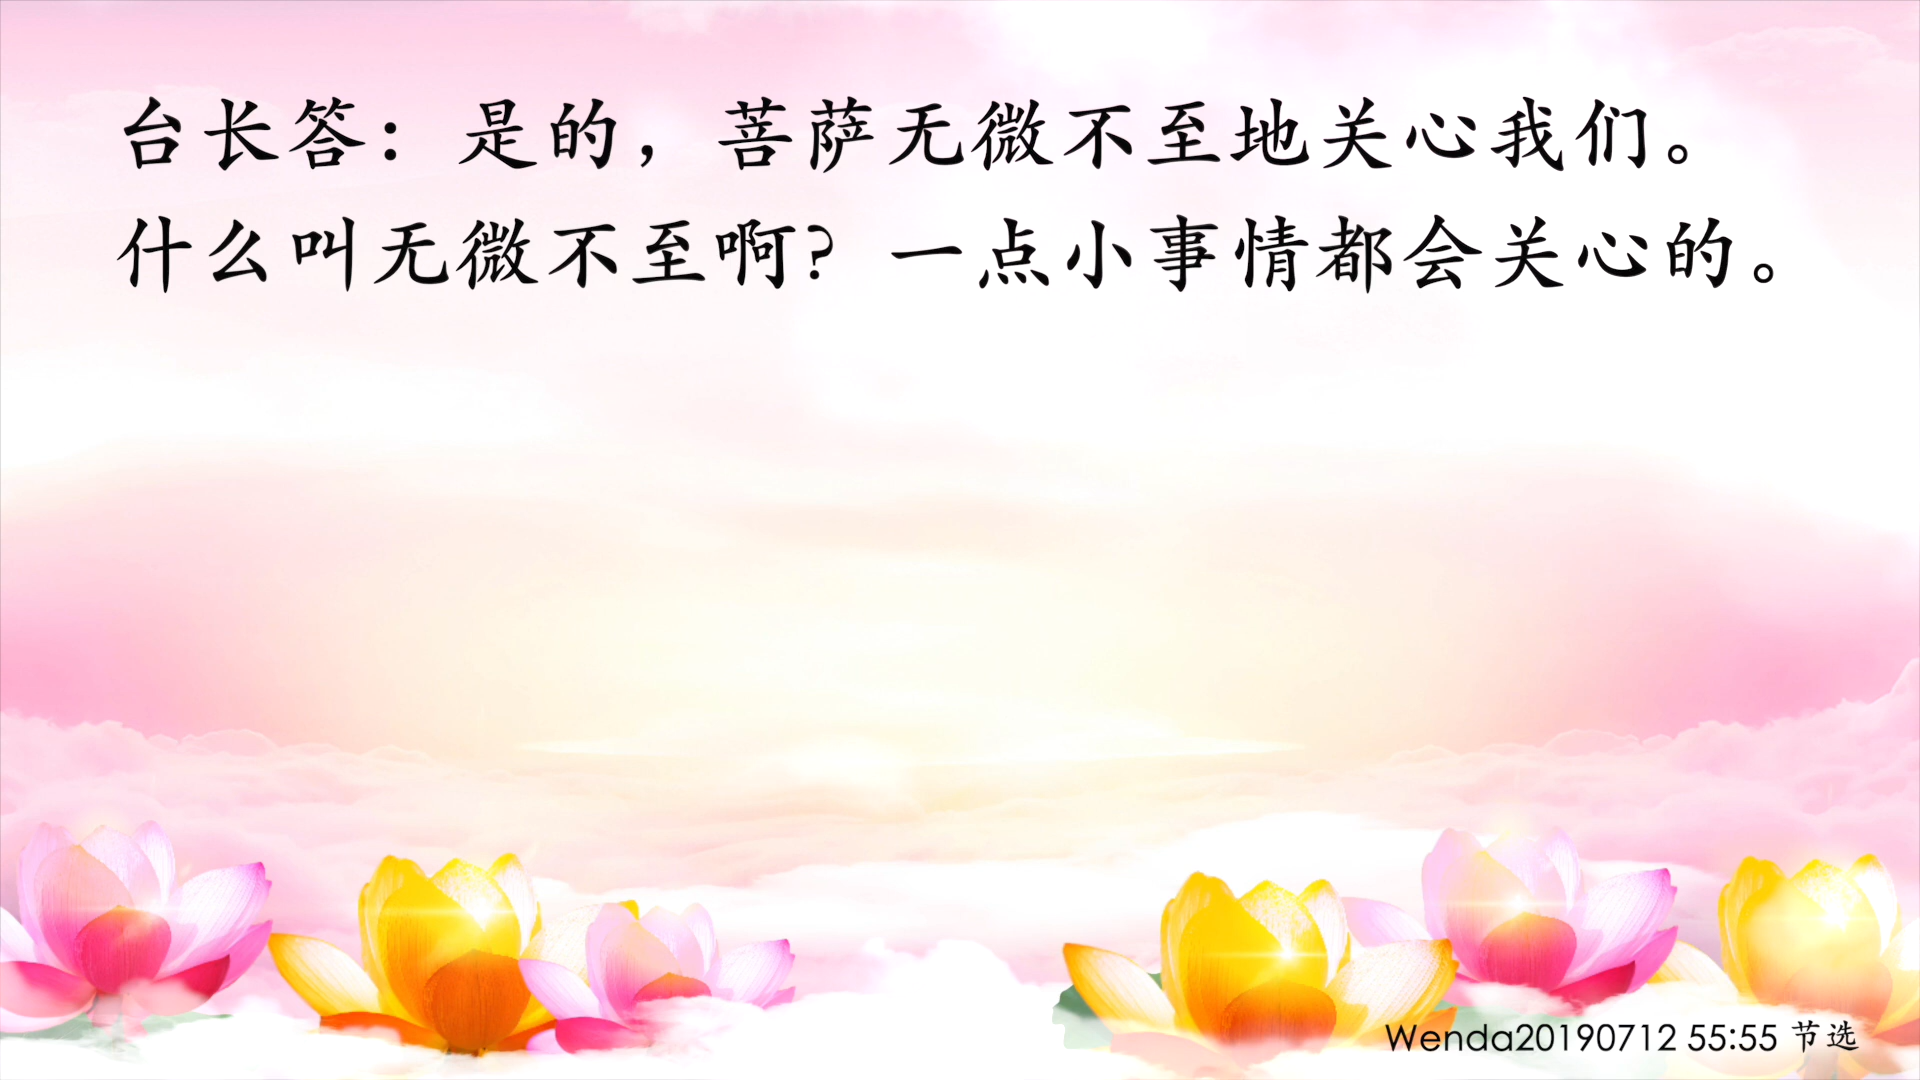 台长答：是的，菩萨无微不至地关心我们。
什么叫无微不至啊？一点小事情都会关心的。
Wenda20190712 55:55 节选